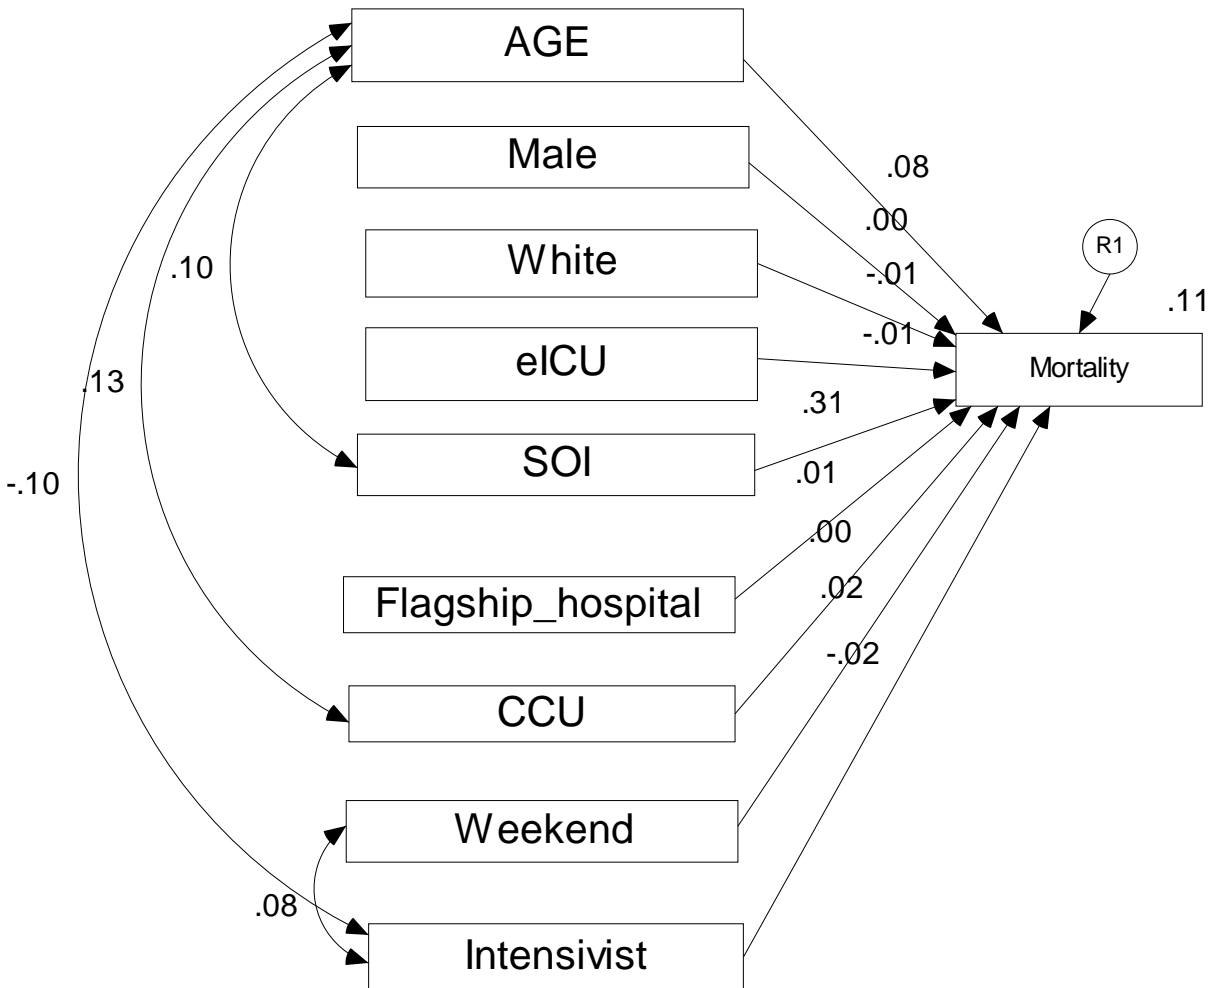 AGE
Male
.08
.00
White
R1
.10
-.01
.11
eICU
-.01
Mortality
.13
.31
SOI
.01
-.10
.00
Flagship_hospital
.02
-.02
CCU
Weekend
.08
Intensivist